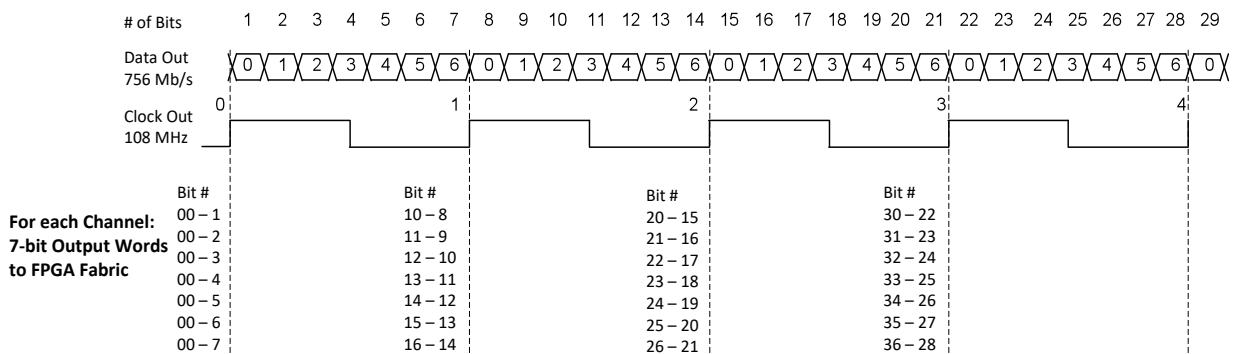 # of Bits 1 2 3 4 5 6 7 8 9 10 11 12 13 14 15 16 17 18 19 20 21 22 23 24 25 26 27 28 29
Data Out
756 Mb/s
0 1 2 3 4 5 6 0 1 2 3 4 5 6 0 1 2 3 4 5 6 0 1 2 3 4 5 6 0
0 1 2 3 4
Clock Out
108 MHz
For each Channel:
7-bit Output Words
to FPGA Fabric
Bit #
00 – 1
00 – 2
00 – 3
00 – 4
00 – 5
00 – 6
00 – 7
Bit #
10 – 8
11 – 9
12 – 10
13 – 11
14 – 12
15 – 13
16 – 14
Bit #
20 – 15
21 – 16
22 – 17
23 – 18
24 – 19
25 – 20
26 – 21
Bit #
30 – 22
31 – 23
32 – 24
33 – 25
34 – 26
35 – 27
36 – 28